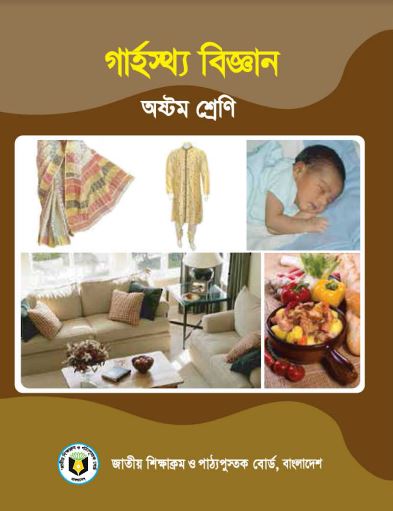 গার্হস্থ্য বিজ্ঞান
অষ্টম শ্রেণি
জাতীয় শিক্ষাক্রম ও পাঠ্যপুস্তক বোর্ড, বাংলাদেশ